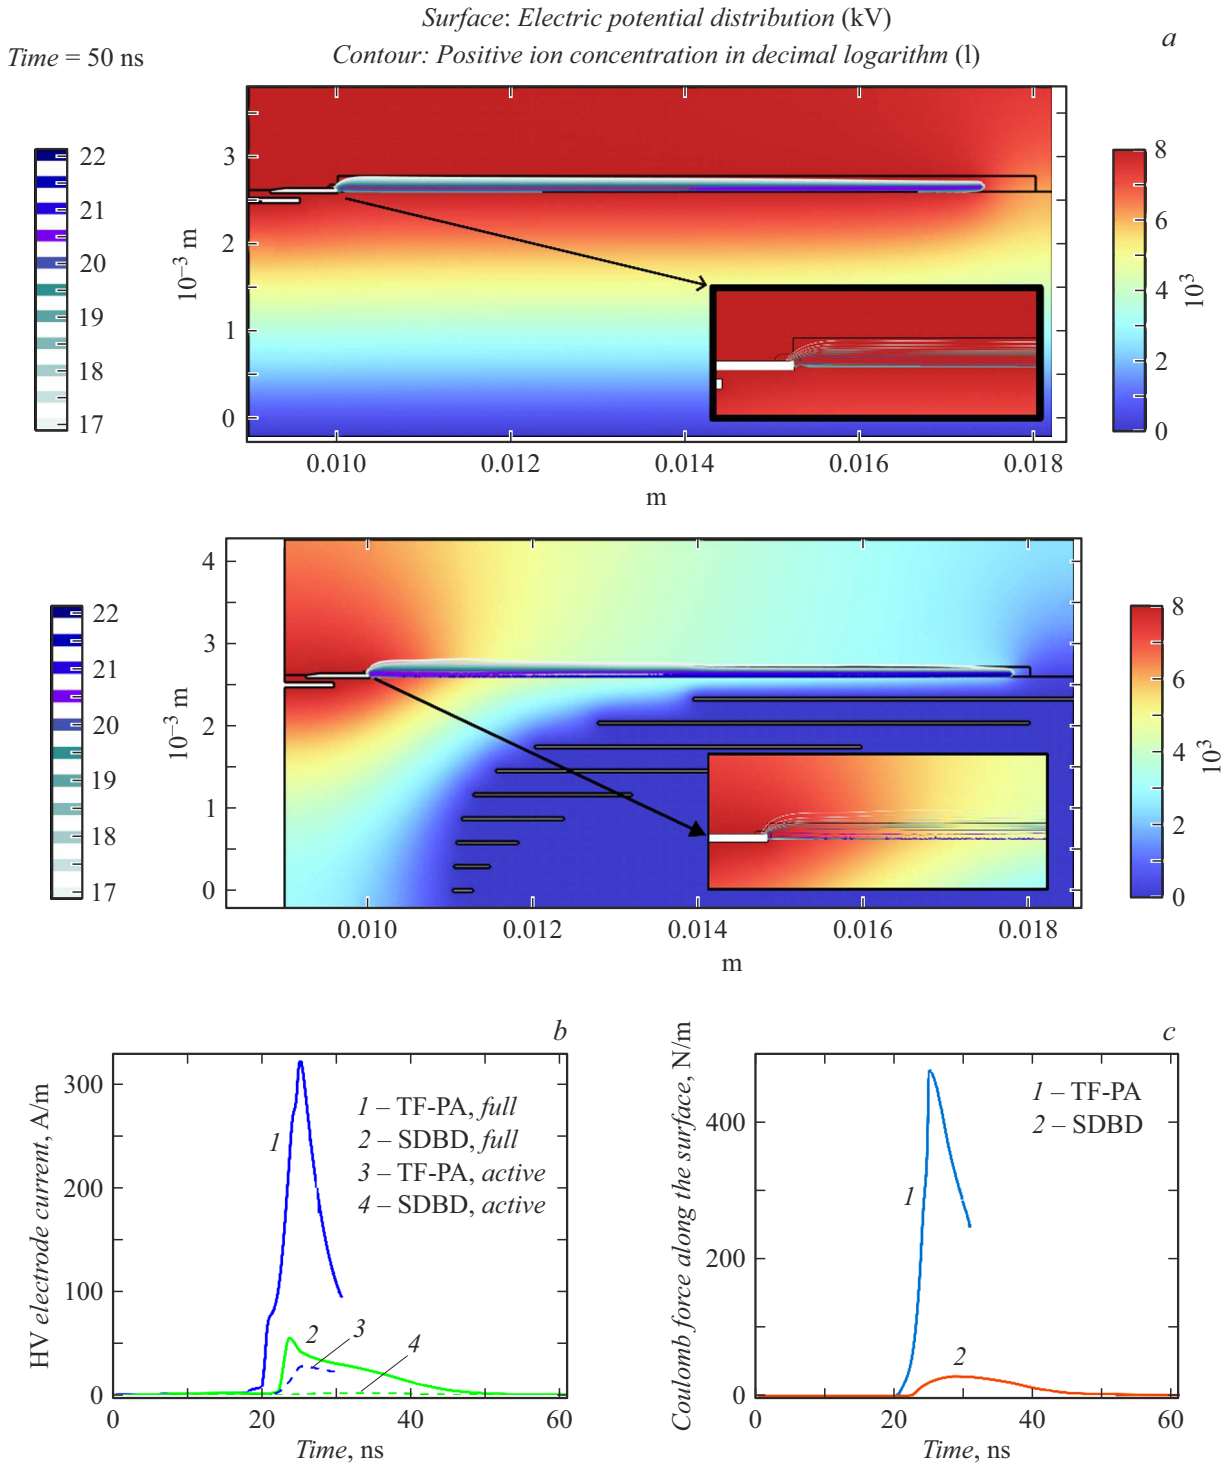 Surface: Electric potential distribution (kV)
a
Time = 50 ns
Contour: Positive ion concentration in decimal logarithm (l)
22
21
20
19
18
17
10⁻³ m
3
2
1
0
0.010 0.012 0.014 0.016 0.018
m
8
6
4
2
0
10³
22
21
20
19
18
17
10⁻³ m
4
3
2
1
0
0.010 0.012 0.014 0.016 0.018
m
8
6
4
2
0
10³
b
HV electrode current, A/m
300
200
100
0
1 – TF-PA, full
2 – SDBD, full
3 – TF-PA, active
4 – SDBD, active
1
2
3
4
0 20 40 60
Time, ns
c
Coulomb force along the surface, N/m
400
200
0
1 – TF-PA
2 – SDBD
1
2
0 20 40 60
Time, ns